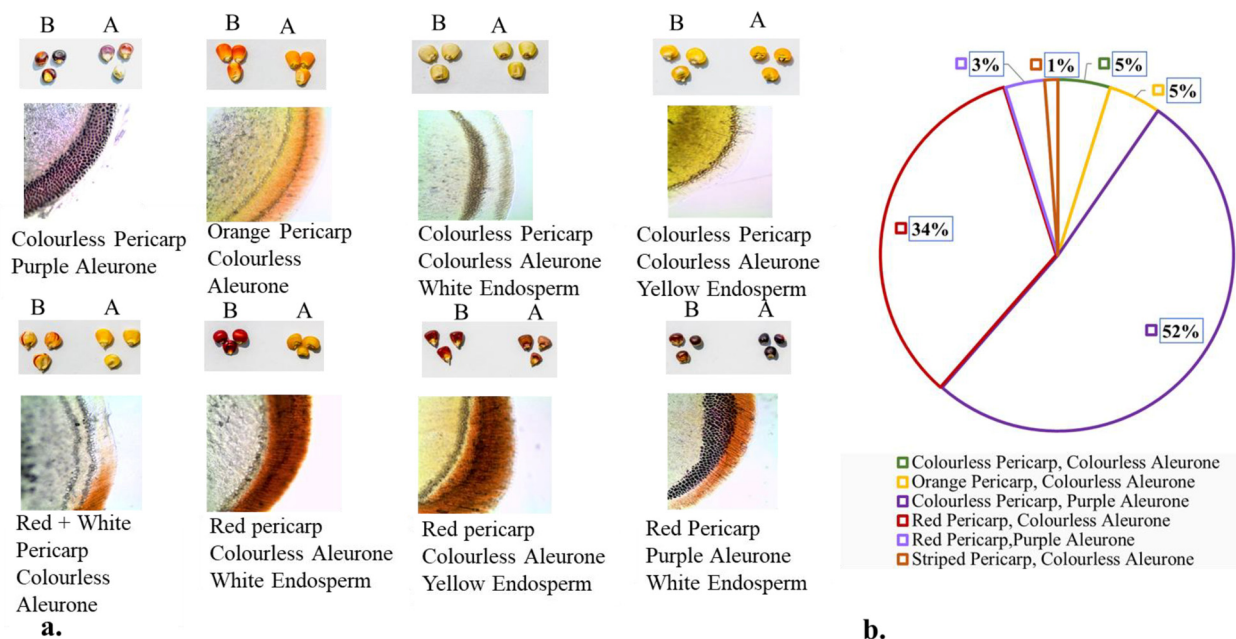 B A
B A
B A
B A
Colourless Pericarp
Purple Aleurone
Orange Pericarp
Colourless
Aleurone
Colourless Pericarp
Colourless Aleurone
White Endosperm
Colourless Pericarp
Colourless Aleurone
Yellow Endosperm
B A
B A
B A
B A
Red + White
Pericarp
Colourless
Aleurone
Red pericarp
Colourless Aleurone
White Endosperm
Red pericarp
Colourless Aleurone
Yellow Endosperm
Red Pericarp
Purple Aleurone
White Endosperm
a.
3%
1%
5%
5%
34%
52%
Colourless Pericarp, Colourless Aleurone
Orange Pericarp, Colourless Aleurone
Colourless Pericarp, Purple Aleurone
Red Pericarp, Colourless Aleurone
Red Pericarp,Purple Aleurone
Striped Pericarp, Colourless Aleurone
b.